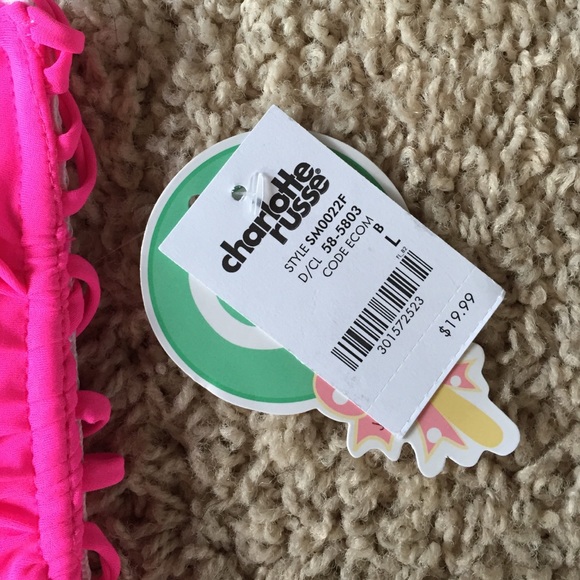 charlotte
russe®
STYLE SM0022F
D/CL 58-5803
CODE ECOM
B
L
301572523
$19.99